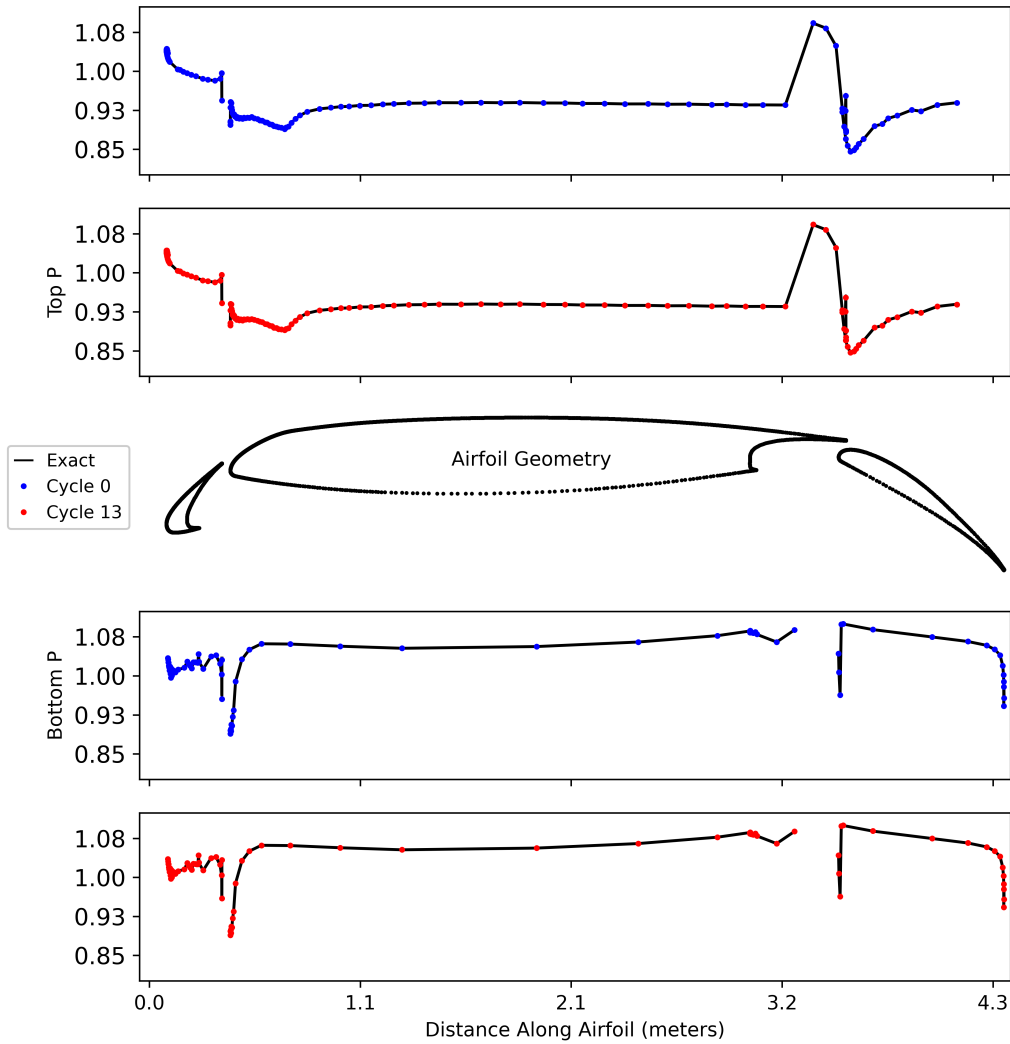 1.08
1.00
0.93
0.85
1.08
1.00
0.93
0.85
Top P
Airfoil Geometry
Exact
Cycle 0
Cycle 13
1.08
1.00
0.93
0.85
Bottom P
1.08
1.00
0.93
0.85
0.0 1.1 2.1 3.2 4.3
Distance Along Airfoil (meters)